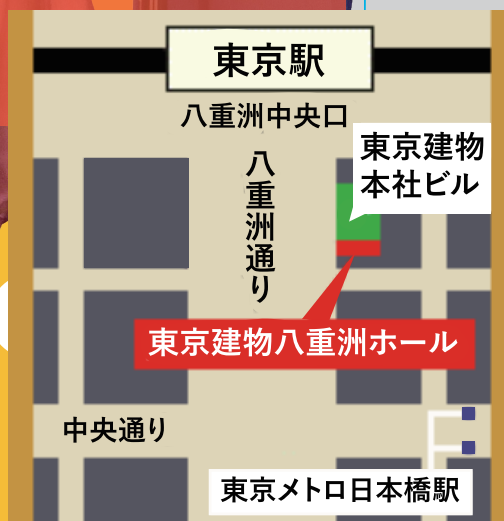 東京駅
八重洲中央口
東京建物
本社ビル
八重洲通り
東京建物八重洲ホール
中央通り
東京メトロ日本橋駅